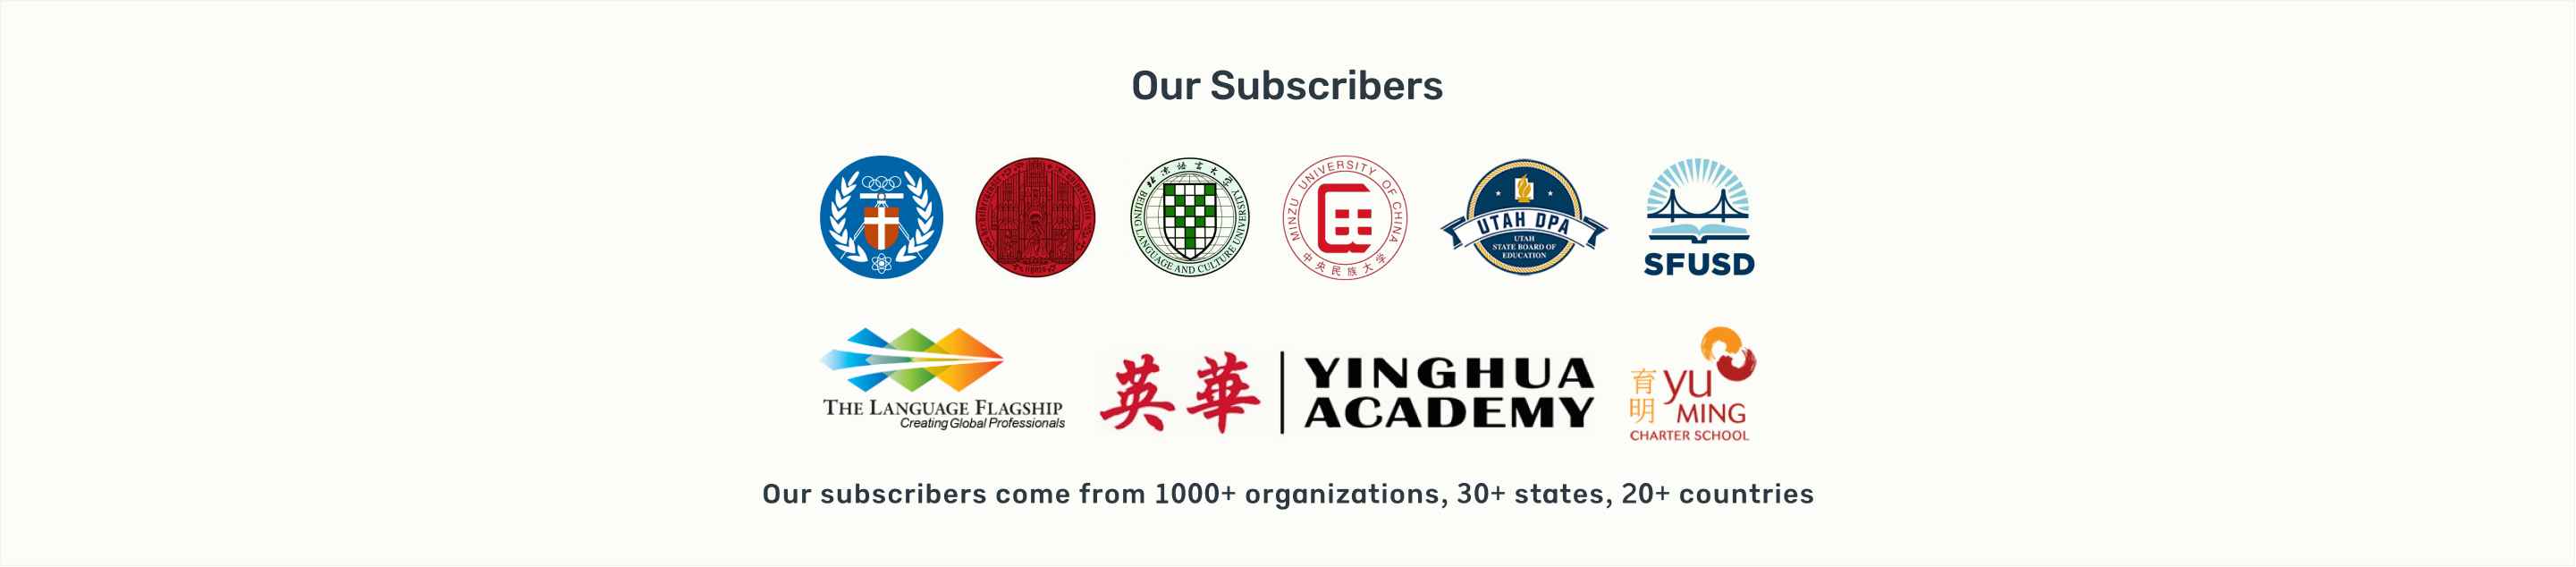 Our Subscribers
北京语言大学
BEIJING LANGUAGE AND CULTURE UNIVERSITY
MINZU UNIVERSITY OF CHINA
中央民族大学
UTAH DPA
UTAH
STATE BOARD OF
EDUCATION
SFUSD
THE LANGUAGE FLAGSHIP
Creating Global Professionals
英華
YINGHUA
ACADEMY
育明
yu
MING
CHARTER SCHOOL
Our subscribers come from 1000+ organizations, 30+ states, 20+ countries